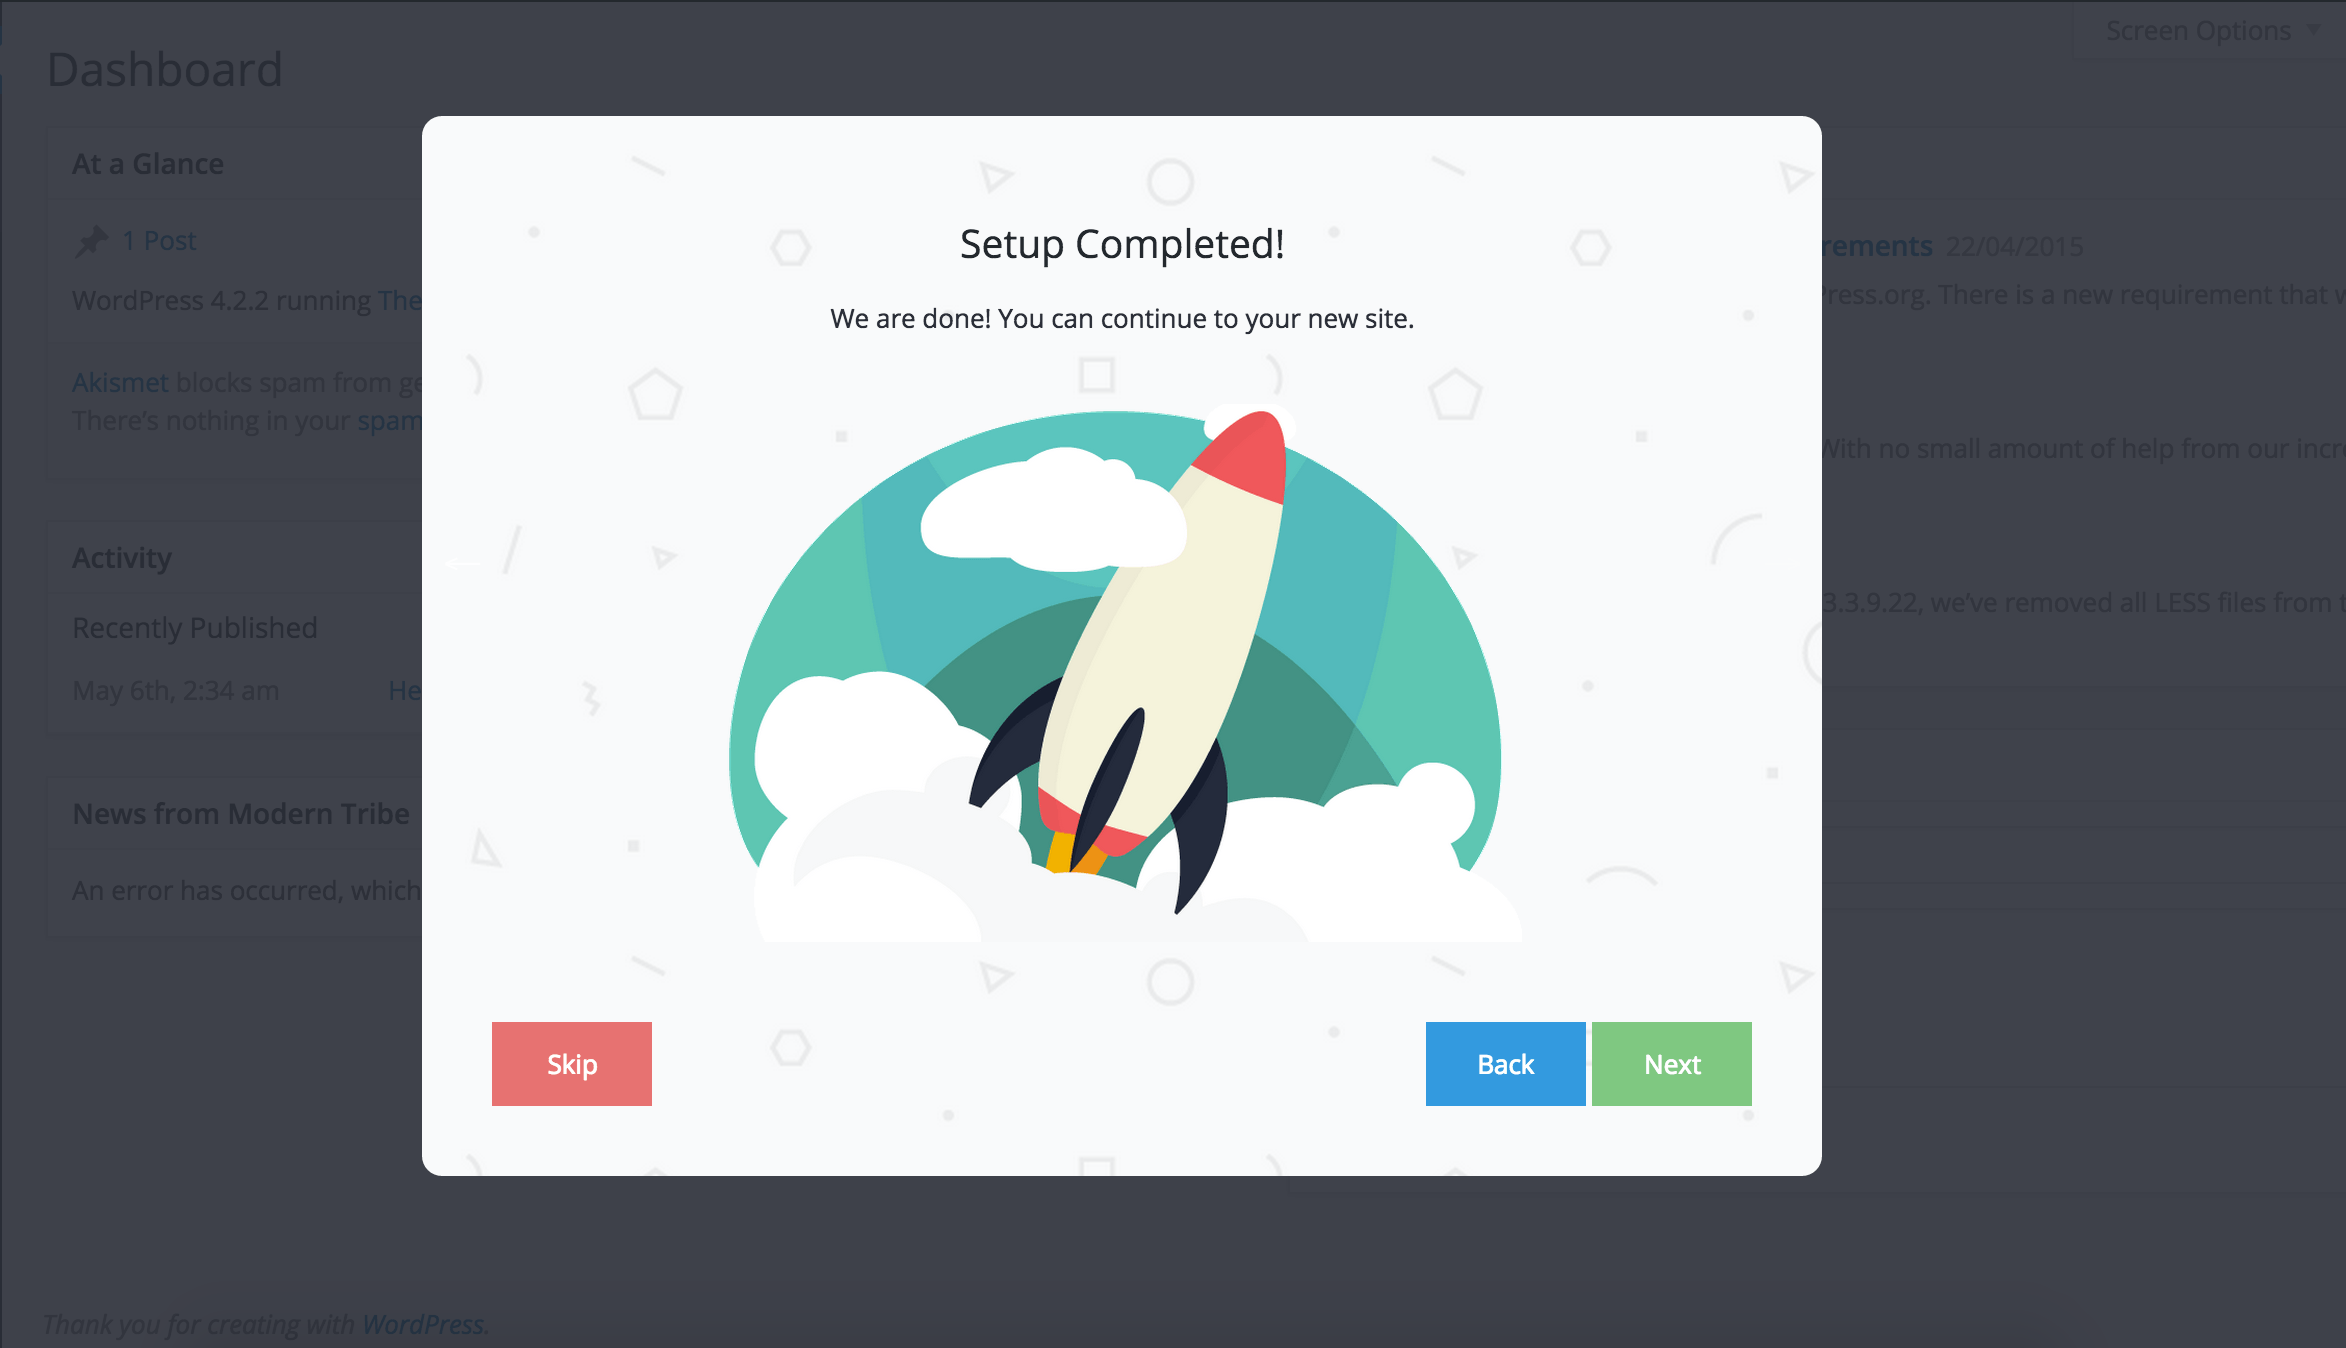 Screen Options
Dashboard
At a Glance
1 Post
WordPress 4.2.2 running The
Akismet blocks spam from ge
There's nothing in your spam
Activity
Recently Published
May 6th, 2:34 am He
News from Modern Tribe
An error has occurred, which
Setup Completed!
We are done! You can continue to your new site.
Skip
Back
Next
rements 22/04/2015
Press.org. There is a new requirement that w
With no small amount of help from our incre
3.3.9.22, we've removed all LESS files from t
Thank you for creating with WordPress.